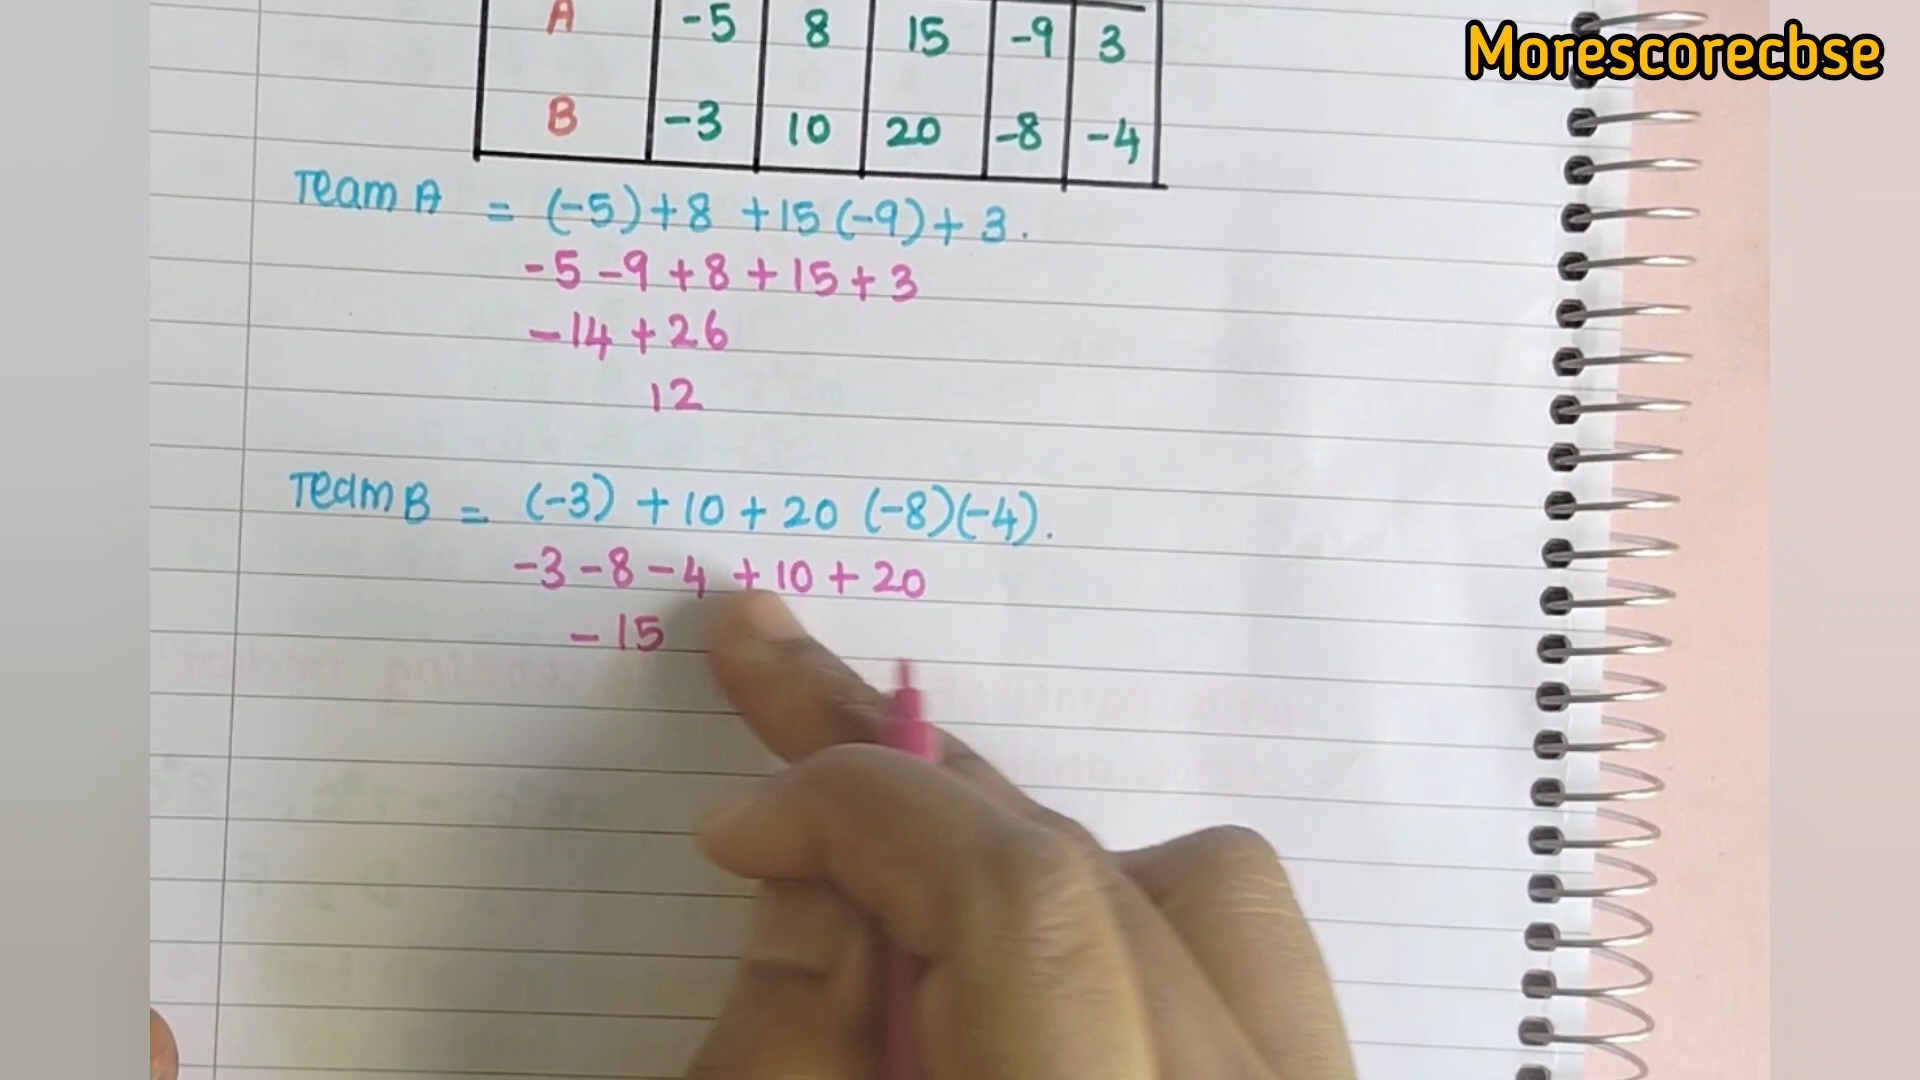 Morescorecbse
A -5 8 15 -9 3
B -3 10 20 -8 -4
Team A = (-5)+8 +15(-9)+3.
-5-9+8+15+3
-14+26
12
Team B = (-3) +10+20 (-8)(-4).
-3-8-4 +10+20
-15